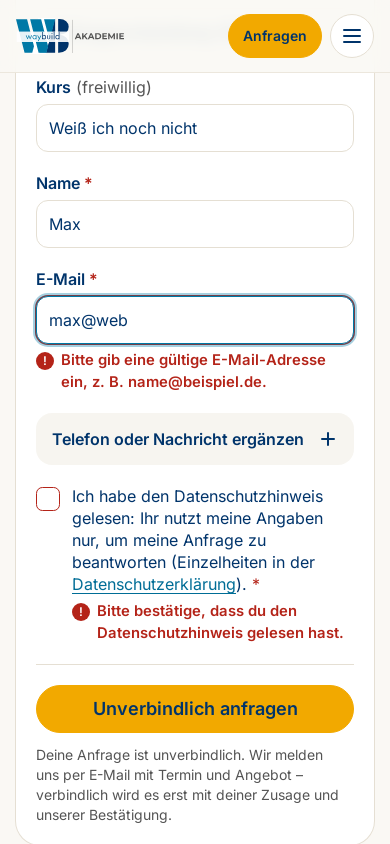 WB waybuild AKADEMIE
Anfragen
Kurs (freiwillig)
Weiß ich noch nicht
Name *
Max
E-Mail *
max@web
Bitte gib eine gültige E-Mail-Adresse
ein, z. B. name@beispiel.de.
Telefon oder Nachricht ergänzen
Ich habe den Datenschutzhinweis
gelesen: Ihr nutzt meine Angaben
nur, um meine Anfrage zu
beantworten (Einzelheiten in der
Datenschutzerklärung). *
Bitte bestätige, dass du den
Datenschutzhinweis gelesen hast.
Unverbindlich anfragen
Deine Anfrage ist unverbindlich. Wir melden
uns per E-Mail mit Termin und Angebot –
verbindlich wird es erst mit deiner Zusage und
unserer Bestätigung.